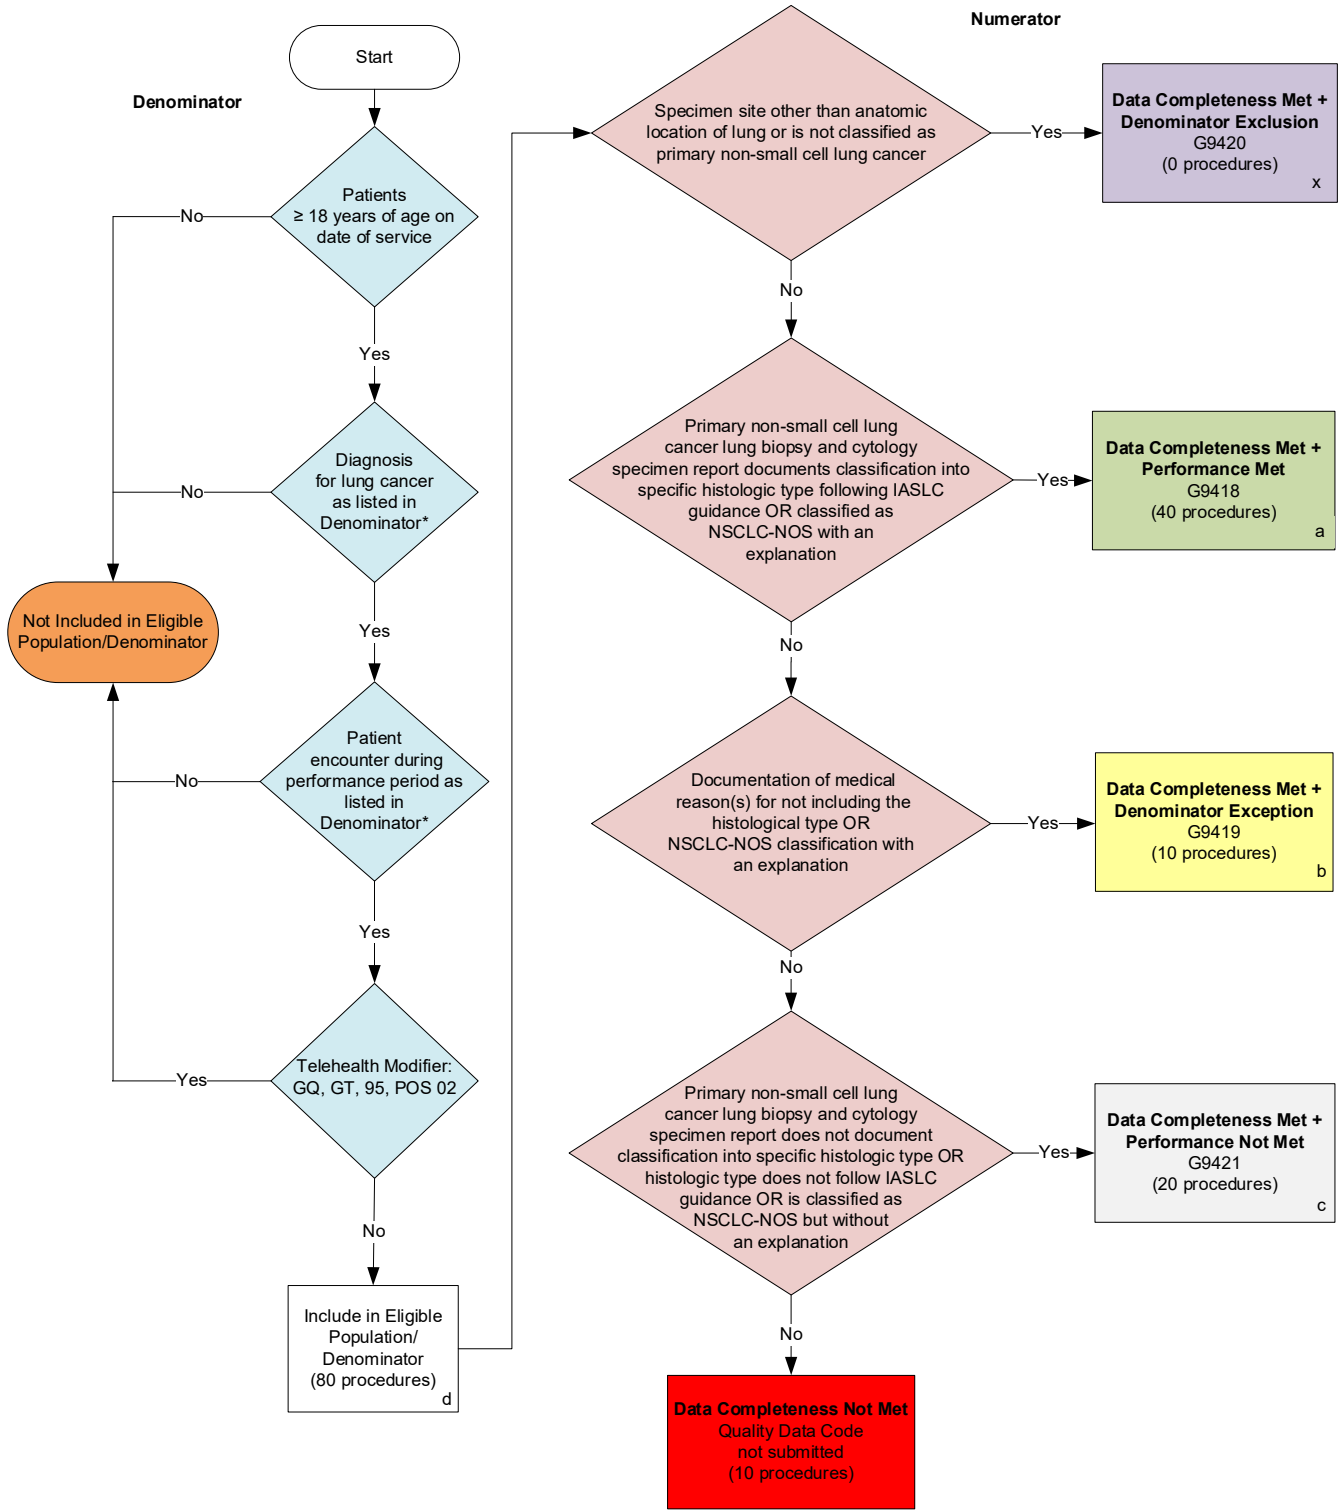 Numerator
Denominator
Start
Patients
≥ 18 years of age on
date of service
No
Yes
Diagnosis
for lung cancer
as listed in
Denominator*
No
Yes
Not Included in Eligible
Population/Denominator
Patient
encounter during
performance period as
listed in
Denominator*
No
Yes
Telehealth Modifier:
GQ, GT, 95, POS 02
Yes
No
Include in Eligible
Population/
Denominator
(80 procedures)
d
Specimen site other than anatomic
location of lung or is not classified as
primary non-small cell lung cancer
Yes
Data Completeness Met +
Denominator Exclusion
G9420
(0 procedures)
x
No
Primary non-small cell lung
cancer lung biopsy and cytology
specimen report documents classification into
specific histologic type following IASLC
guidance OR classified as
NSCLC-NOS with an
explanation
Yes
Data Completeness Met +
Performance Met
G9418
(40 procedures)
a
No
Documentation of medical
reason(s) for not including the
histological type OR
NSCLC-NOS classification with
an explanation
Yes
Data Completeness Met +
Denominator Exception
G9419
(10 procedures)
b
No
Primary non-small cell lung
cancer lung biopsy and cytology
specimen report does not document
classification into specific histologic type OR
histologic type does not follow IASLC
guidance OR is classified as
NSCLC-NOS but without
an explanation
Yes
Data Completeness Met +
Performance Not Met
G9421
(20 procedures)
c
No
Data Completeness Not Met
Quality Data Code
not submitted
(10 procedures)